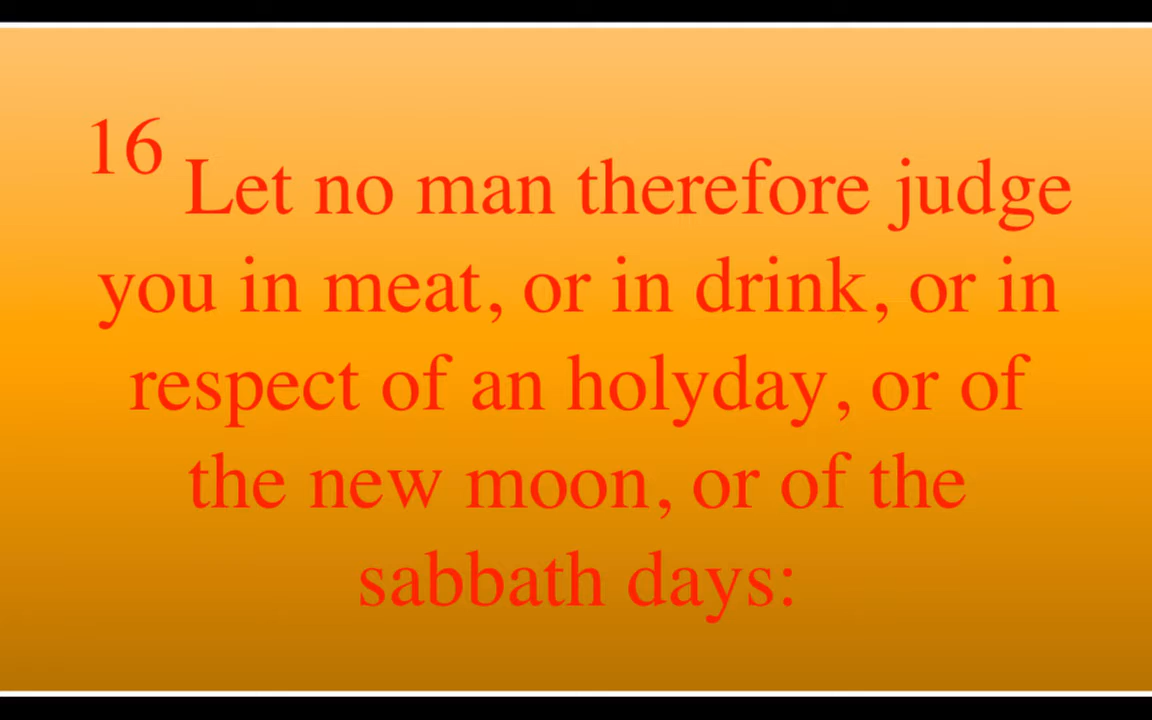 16 Let no man therefore judge
you in meat, or in drink, or in
respect of an holyday, or of
the new moon, or of the
sabbath days: